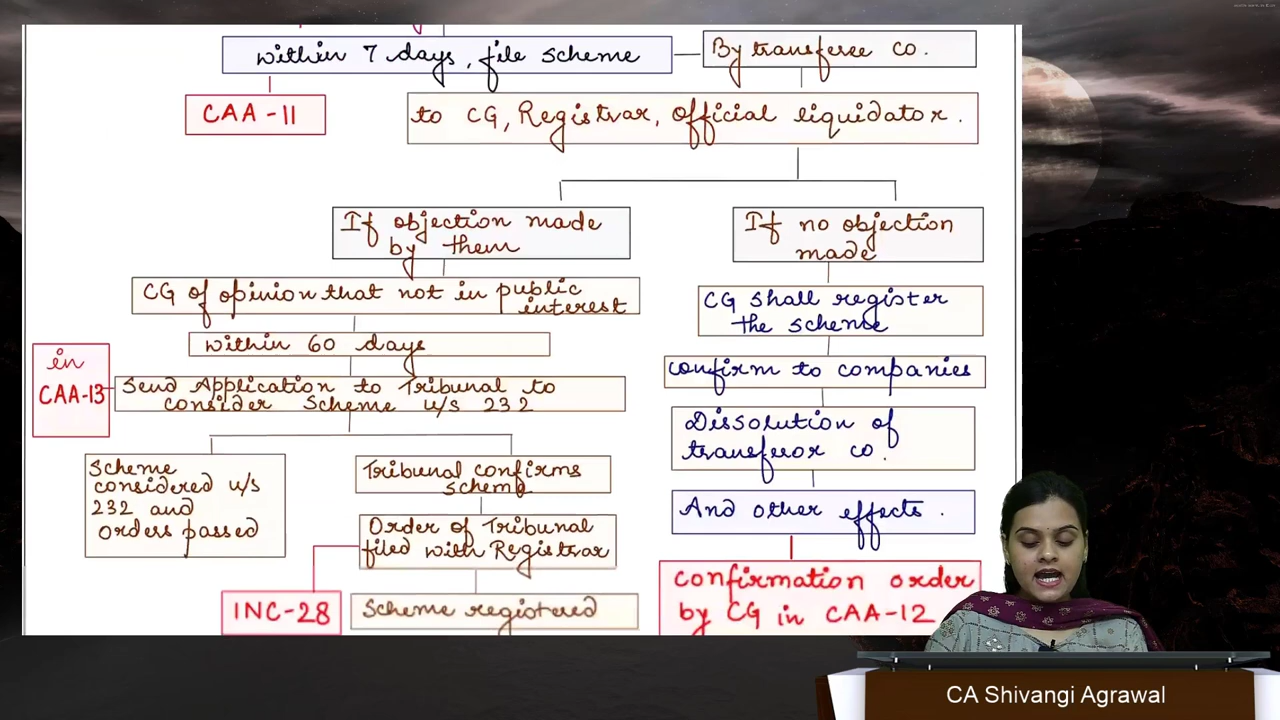 within 7 days, file scheme
By transferee co.
CAA -11
to CG, Registrar, official liquidator.
If objection made
by them
If no objection
made
CG of opinion that not in public
interest
CG shall register
the scheme
within 60 days
in
CAA-13
Send Application to Tribunal to
consider scheme u/s 232
confirm to companies
Dissolution of
transferor co.
Scheme
considered u/s
232 and
orders passed
Tribunal confirms
scheme
And other effects.
Order of Tribunal
filed with Registrar
INC-28
Scheme registered
confirmation order
by CG in CAA-12
CA Shivangi Agrawal